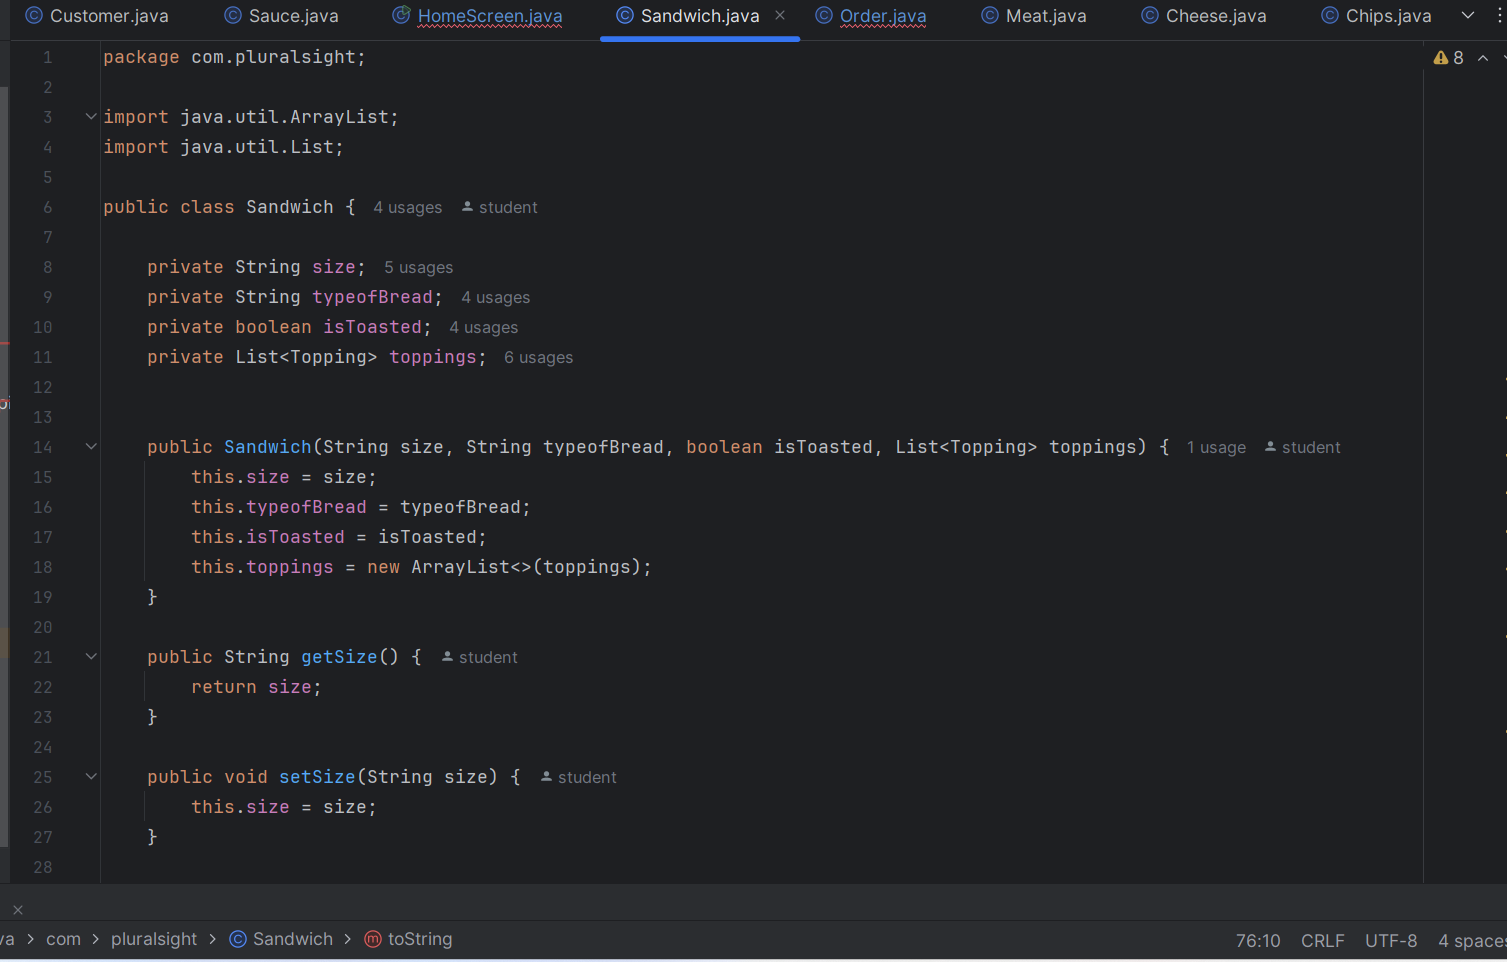 Customer.java Sauce.java HomeScreen.java Sandwich.java Order.java Meat.java Cheese.java Chips.java
8
1 package com.pluralsight;
2
3 import java.util.ArrayList;
4 import java.util.List;
5
6 public class Sandwich { 4 usages student
7
8 private String size; 5 usages
9 private String typeofBread; 4 usages
10 private boolean isToasted; 4 usages
11 private List<Topping> toppings; 6 usages
12
13
14 public Sandwich(String size, String typeofBread, boolean isToasted, List<Topping> toppings) { 1 usage student
15 this.size = size;
16 this.typeofBread = typeofBread;
17 this.isToasted = isToasted;
18 this.toppings = new ArrayList<>(toppings);
19 }
20
21 public String getSize() { student
22 return size;
23 }
24
25 public void setSize(String size) { student
26 this.size = size;
27 }
28
va > com > pluralsight > Sandwich > toString
76:10 CRLF UTF-8 4 spaces